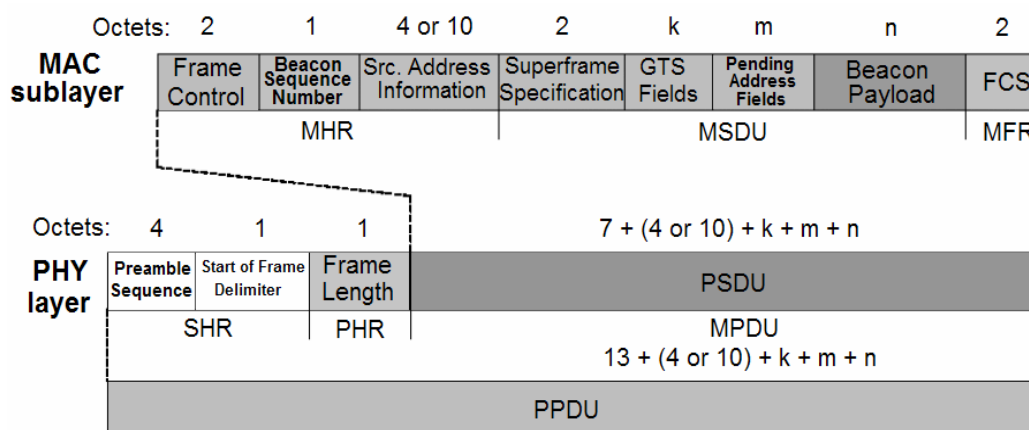 Octets: 2 1 4 or 10 2 k m n 2
MAC sublayer
Frame Control
Beacon Sequence Number
Src. Address Information
Superframe Specification
GTS Fields
Pending Address Fields
Beacon Payload
FCS
MHR MSDU MFR
Octets: 4 1 1 7 + (4 or 10) + k + m + n
PHY layer
Preamble Sequence
Start of Frame Delimiter
Frame Length
PSDU
SHR PHR MPDU
13 + (4 or 10) + k + m + n
PPDU